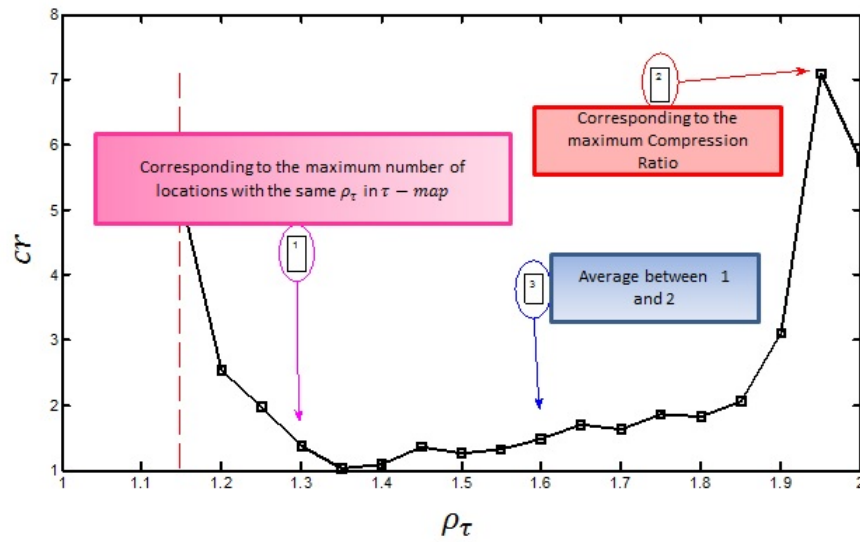 8
7
6
5
4
3
2
1
cr
Corresponding to the maximum number of
locations with the same ρτ in τ − map
1
2
Corresponding to the
maximum Compression
Ratio
3
Average between 1
and 2
1 1.1 1.2 1.3 1.4 1.5 1.6 1.7 1.8 1.9 2
ρτ